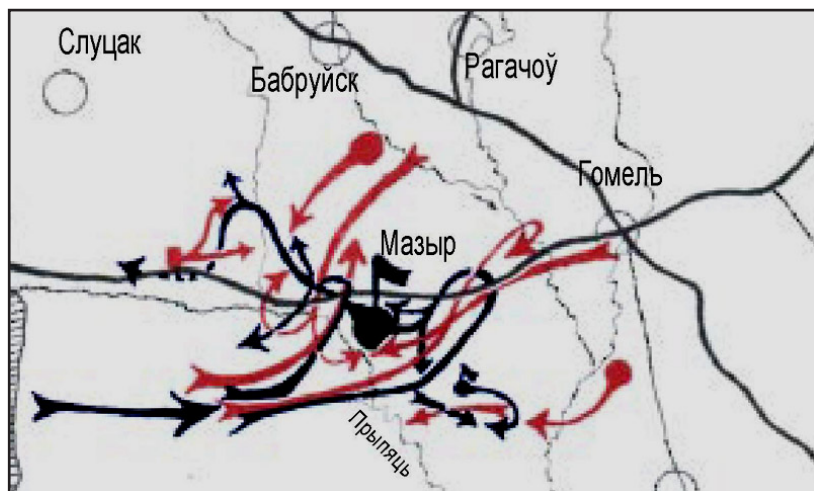 Слуцак
Бабруйск
Рагачоў
Гомель
Мазыр
Прыпяць